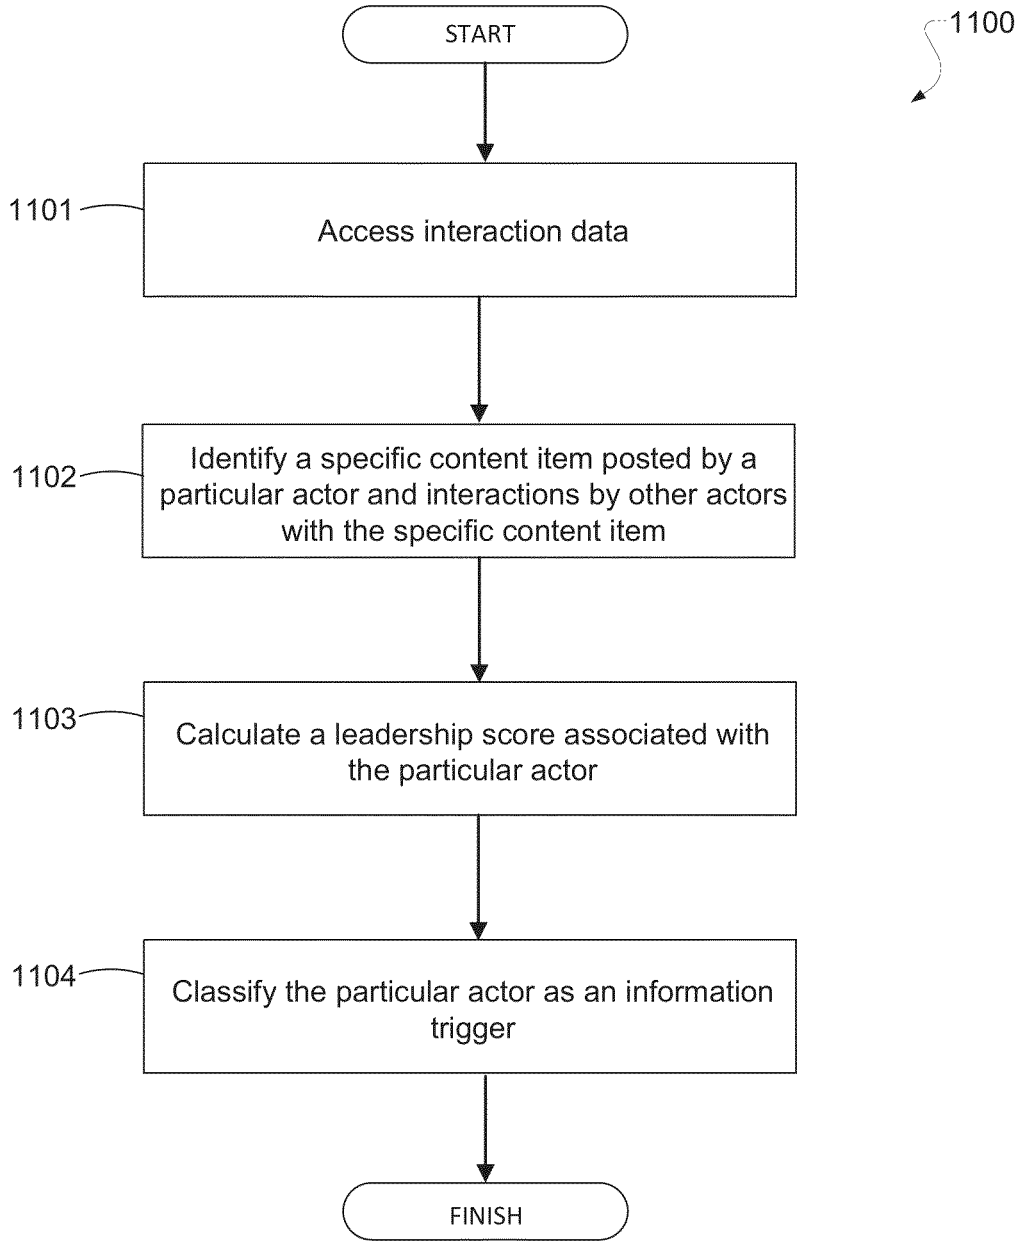 START
1100
1101
Access interaction data
1102
Identify a specific content item posted by a
particular actor and interactions by other actors
with the specific content item
1103
Calculate a leadership score associated with
the particular actor
1104
Classify the particular actor as an information
trigger
FINISH